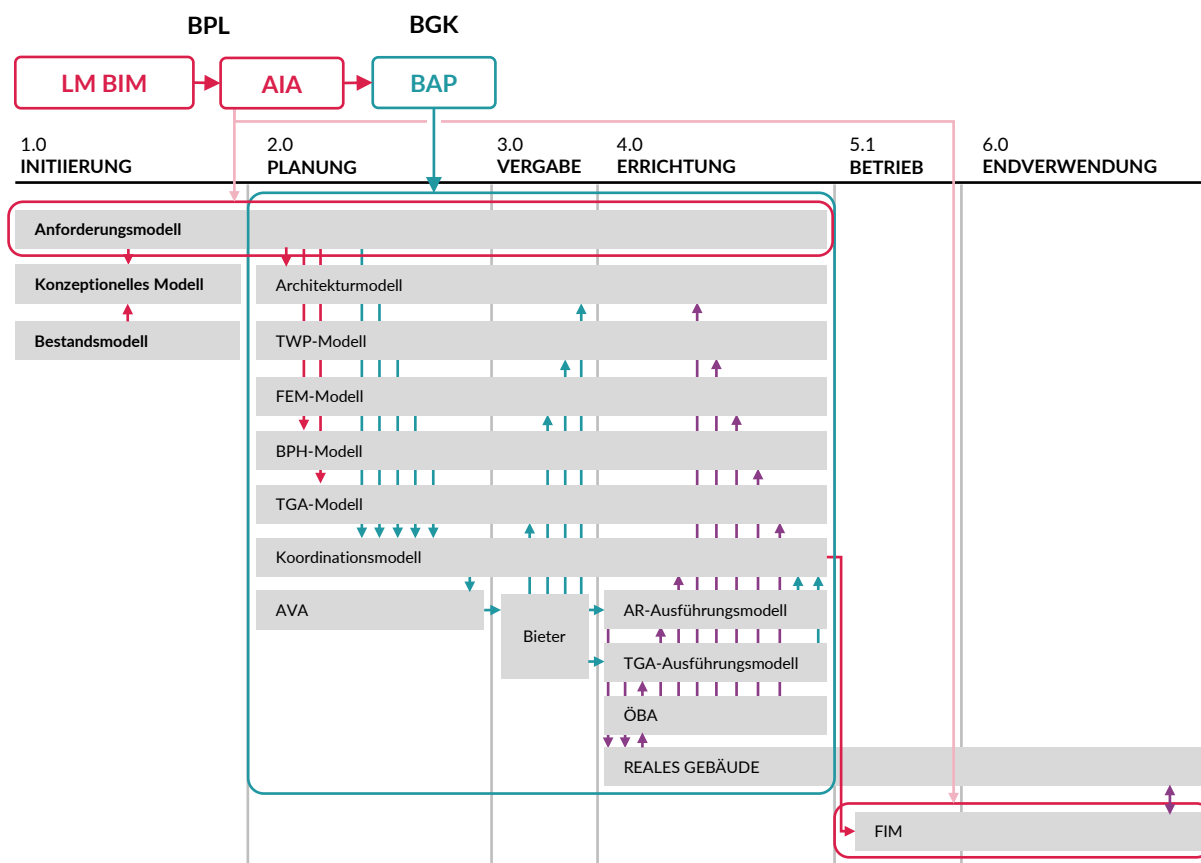 BPL
BGK
LM BIM
AIA
BAP
1.0
INITIIERUNG
2.0
PLANUNG
3.0
VERGABE
4.0
ERRICHTUNG
5.1
BETRIEB
6.0
ENDVERWENDUNG
Anforderungsmodell
Konzeptionelles Modell
Architekturmodell
Bestandsmodell
TWP-Modell
FEM-Modell
BPH-Modell
TGA-Modell
Koordinationsmodell
AVA
Bieter
AR-Ausführungsmodell
TGA-Ausführungsmodell
ÖBA
REALES GEBÄUDE
FIM